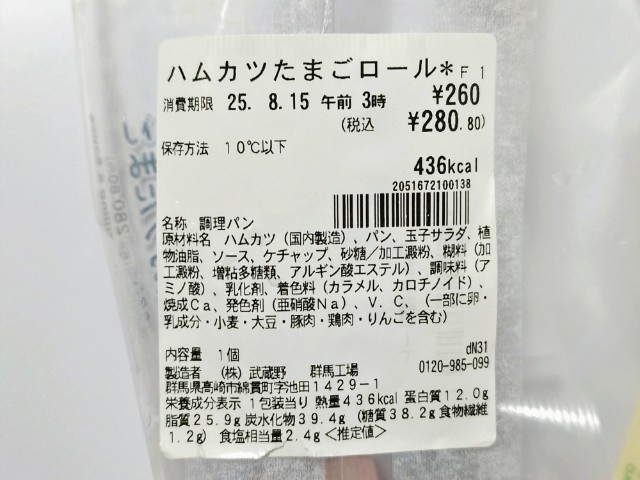 ハムカツたまごロール＊F1
消費期限 25. 8.15 午前 3時 ¥260
(税込 ¥280.80)
保存方法 10℃以下
436kcal
2051672100138
名称 調理パン
原材料名 ハムカツ（国内製造）、パン、玉子サラダ、植
物油脂、ソース、ケチャップ、砂糖／加工澱粉、糊料（加
工澱粉、増粘多糖類、アルギン酸エステル）、調味料（ア
ミノ酸）、乳化剤、着色料（カラメル、カロチノイド）、
焼成Ca、発色剤（亜硝酸Na）、V.C、（一部に卵・
乳成分・小麦・大豆・豚肉・鶏肉・りんごを含む）
内容量 1個 dN31
製造者 （株）武蔵野 群馬工場 0120-985-099
群馬県高崎市綿貫町字池田1429-1
栄養成分表示 1包装当り 熱量436kcal 蛋白質12.0g
脂質25.9g 炭水化物39.4g （糖質38.2g 食物繊維
1.2g） 食塩相当量2.4g＜推定値＞